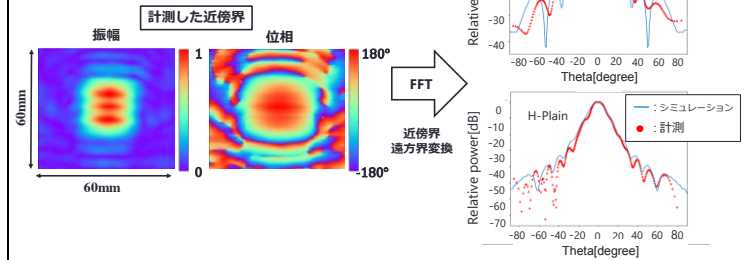 計測した近傍界
振幅
位相
60mm
60mm
1
0
180°
-180°
FFT
近傍界
遠方界変換
Relative
-30
-40
-80 -60 -40 -20 0 20 40 60 80
Theta[degree]
H-Plain
: シミュレーション
: 計測
Relative power[dB]
0
-10
-20
-30
-40
-50
-60
-70
-80 -60 -40 -20 0 20 40 60 80
Theta[degree]